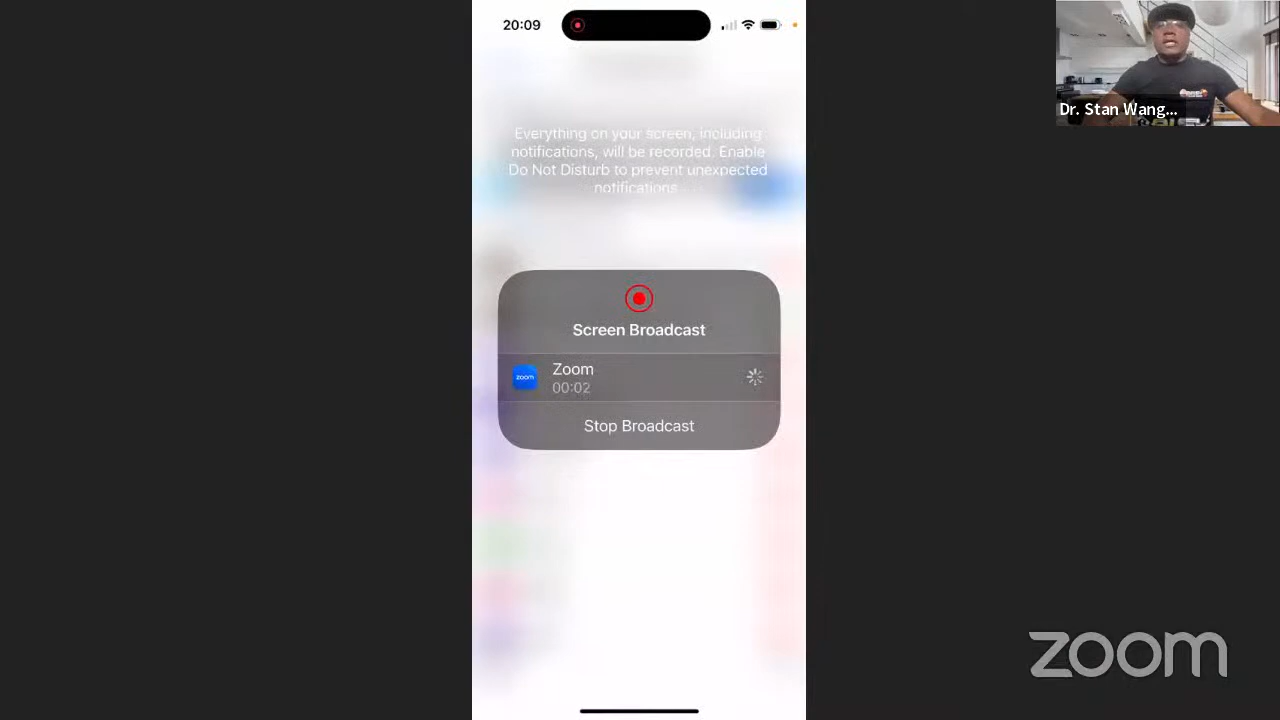 20:09
Everything on your screen, including
notifications, will be recorded. Enable
Do Not Disturb to prevent unexpected
notifications.
Screen Broadcast
zoom
Zoom
00:02
Stop Broadcast
Dr. Stan Wang...
zoom